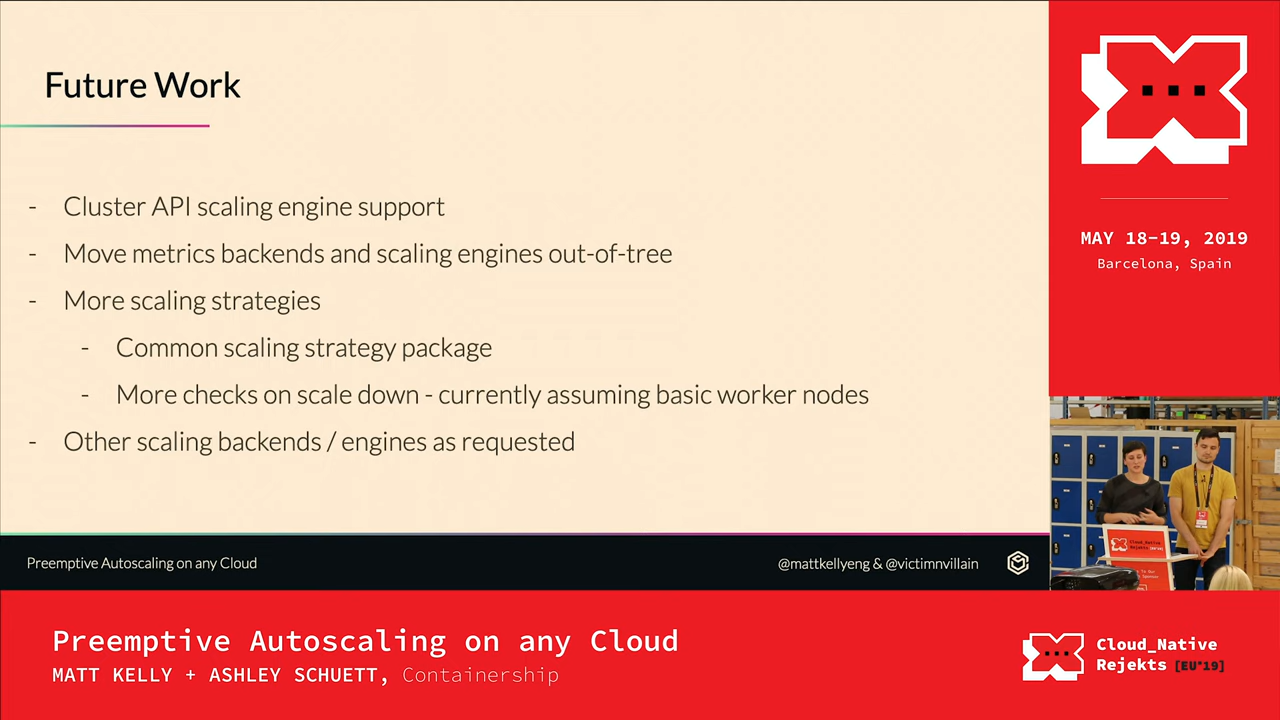 Future Work
- Cluster API scaling engine support
- Move metrics backends and scaling engines out-of-tree
- More scaling strategies
- Common scaling strategy package
- More checks on scale down - currently assuming basic worker nodes
- Other scaling backends / engines as requested
Preemptive Autoscaling on any Cloud
@mattkellyeng & @victimnvillain
MAY 18-19, 2019
Barcelona, Spain
Cloud_Native
Rejekts
Preemptive Autoscaling on any Cloud
MATT KELLY + ASHLEY SCHUETT, Containership
Cloud_Native
Rejekts [EU*19]